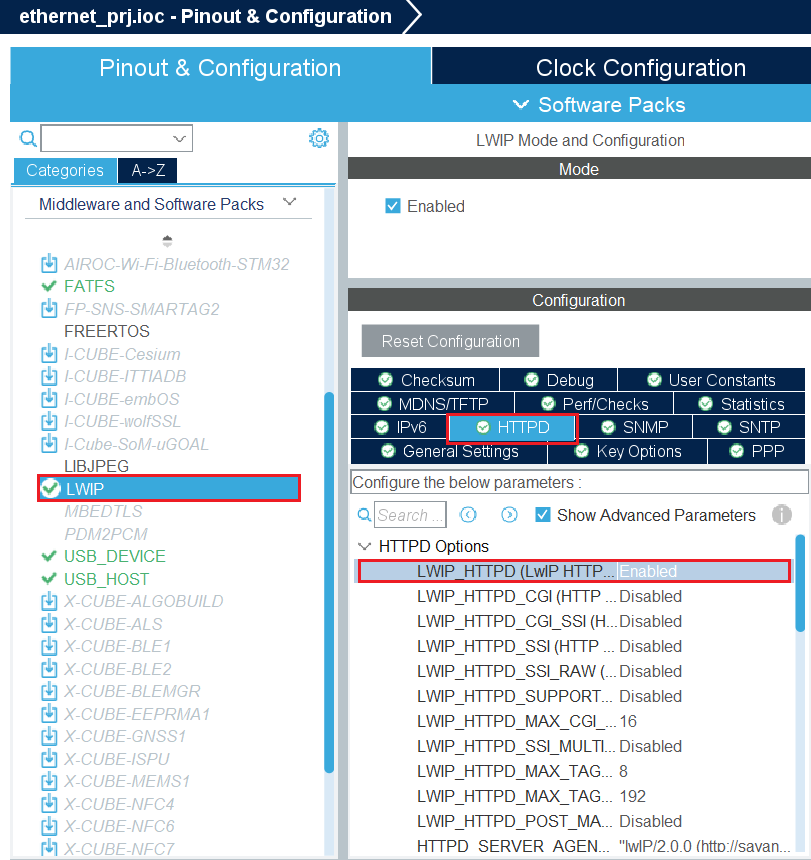 ethernet_prj.ioc - Pinout & Configuration
Pinout & Configuration
Clock Configuration
Software Packs
Categories
A->Z
Middleware and Software Packs
AIROC-Wi-Fi-Bluetooth-STM32
FATFS
FP-SNS-SMARTAG2
FREERTOS
I-CUBE-Cesium
I-CUBE-ITTIADB
I-CUBE-embOS
I-CUBE-wolfSSL
I-Cube-SoM-uGOAL
LIBJPEG
LWIP
MBEDTLS
PDM2PCM
USB_DEVICE
USB_HOST
X-CUBE-ALGOBUILD
X-CUBE-ALS
X-CUBE-BLE1
X-CUBE-BLE2
X-CUBE-BLEMGR
X-CUBE-EEPRMA1
X-CUBE-GNSS1
X-CUBE-ISPU
X-CUBE-MEMS1
X-CUBE-NFC4
X-CUBE-NFC6
X-CUBE-NFC7
LWIP Mode and Configuration
Mode
Enabled
Configuration
Reset Configuration
Checksum Debug User Constants
MDNS/TFTP Perf/Checks Statistics
IPv6 HTTPD SNMP SNTP
General Settings Key Options PPP
Configure the below parameters :
Search ... Show Advanced Parameters
HTTPD Options
LWIP_HTTPD (LwIP HTTP... Enabled
LWIP_HTTPD_CGI (HTTP ... Disabled
LWIP_HTTPD_CGI_SSI (H... Disabled
LWIP_HTTPD_SSI (HTTP ... Disabled
LWIP_HTTPD_SSI_RAW (... Disabled
LWIP_HTTPD_SUPPORT... Disabled
LWIP_HTTPD_MAX_CGI_... 16
LWIP_HTTPD_SSI_MULTI... Disabled
LWIP_HTTPD_MAX_TAG... 8
LWIP_HTTPD_MAX_TAG... 192
LWIP_HTTPD_POST_MA... Disabled
HTTPD_SERVER_AGEN... "lwIP/2.0.0 (http://savan...